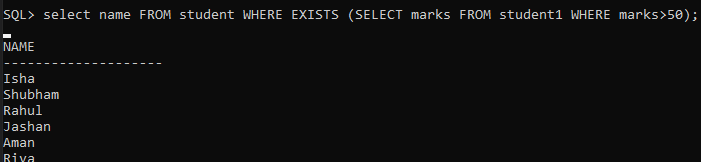 SQL> select name FROM student WHERE EXISTS (SELECT marks FROM student1 WHERE marks>50);
NAME
--------------------
Isha
Shubham
Rahul
Jashan
Aman
Riya